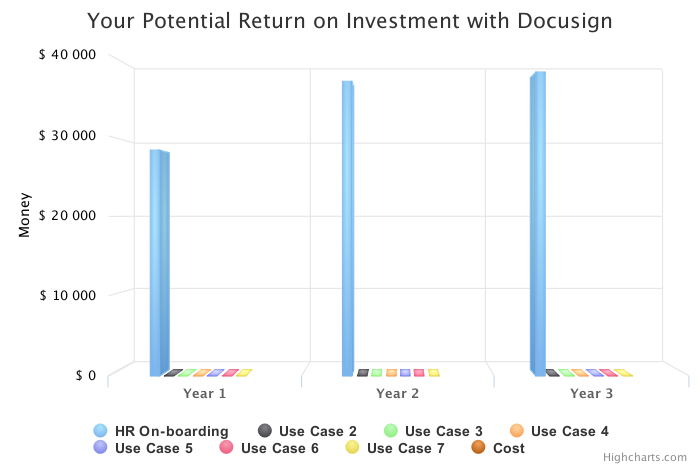 Your Potential Return on Investment with Docusign
$ 40 000
$ 30 000
$ 20 000
$ 10 000
$ 0
Money
Year 1 Year 2 Year 3
HR On-boarding Use Case 2 Use Case 3 Use Case 4
Use Case 5 Use Case 6 Use Case 7 Cost
Highcharts.com